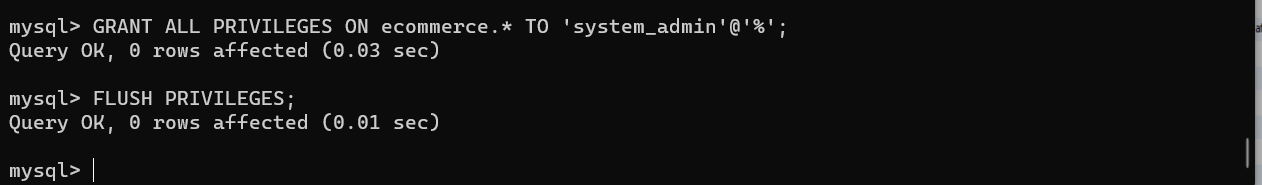 mysql> GRANT ALL PRIVILEGES ON ecommerce.* TO 'system_admin'@'%';
Query OK, 0 rows affected (0.03 sec)
mysql> FLUSH PRIVILEGES;
Query OK, 0 rows affected (0.01 sec)
mysql>